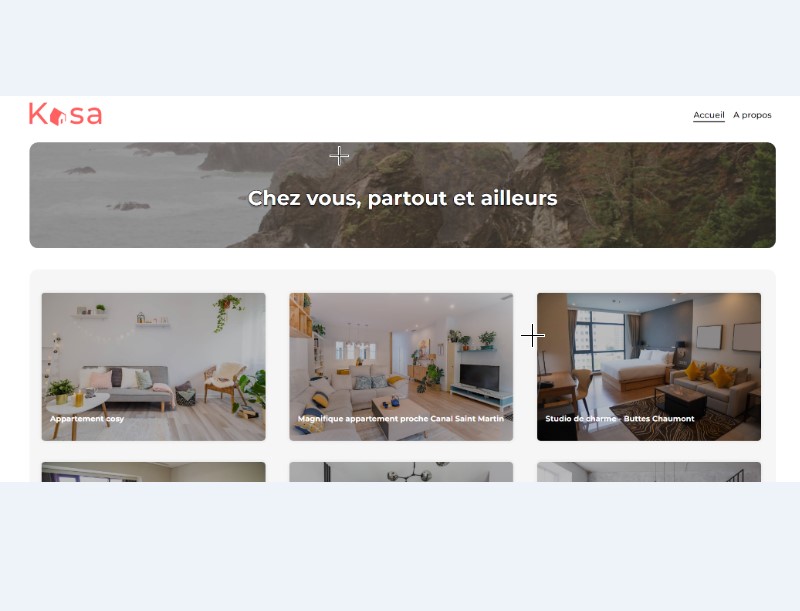 Kasa
Accueil A propos
Chez vous, partout et ailleurs
Appartement cosy
Magnifique appartement proche Canal Saint Martin
Studio de charme - Buttes Chaumont